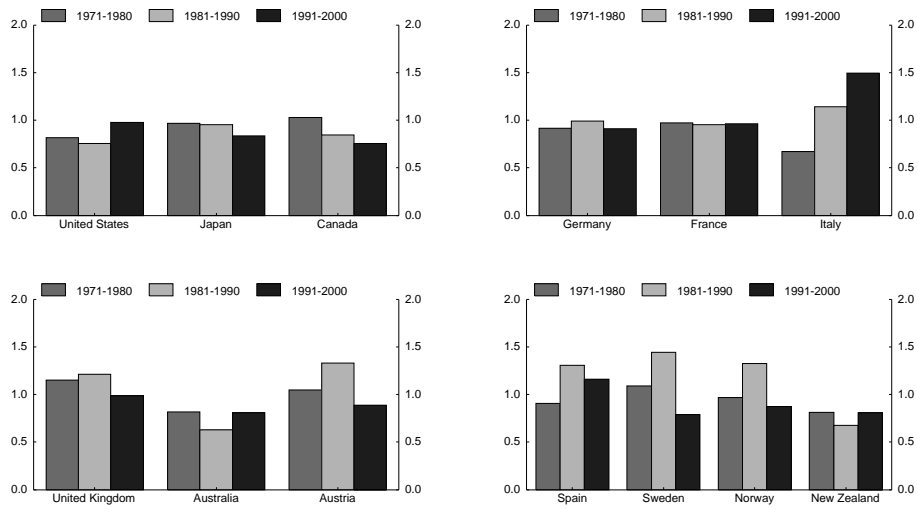 1971-1980 1981-1990 1991-2000
2.0 2.0
1.5 1.5
1.0 1.0
0.5 0.5
0.0 0.0
United States Japan Canada
1971-1980 1981-1990 1991-2000
2.0 2.0
1.5 1.5
1.0 1.0
0.5 0.5
0.0 0.0
Germany France Italy
1971-1980 1981-1990 1991-2000
2.0 2.0
1.5 1.5
1.0 1.0
0.5 0.5
0.0 0.0
United Kingdom Australia Austria
1971-1980 1981-1990 1991-2000
2.0 2.0
1.5 1.5
1.0 1.0
0.5 0.5
0.0 0.0
Spain Sweden Norway New Zealand